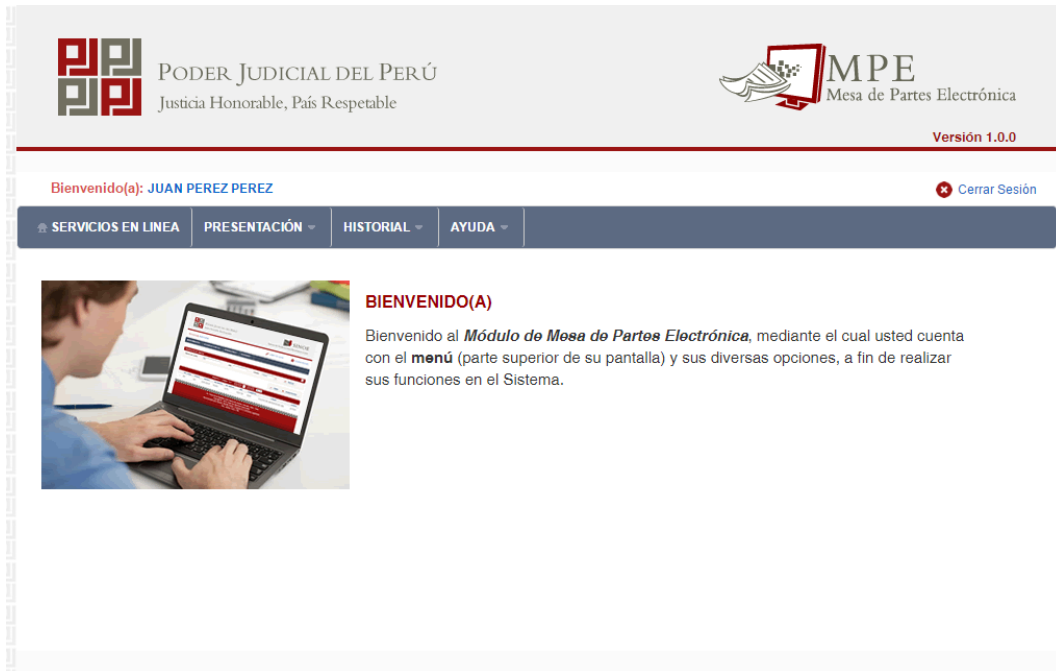 PODER JUDICIAL DEL PERÚ
Justicia Honorable, País Respetable
MPE
Mesa de Partes Electrónica
Versión 1.0.0
Bienvenido(a): JUAN PEREZ PEREZ
Cerrar Sesión
SERVICIOS EN LINEA PRESENTACIÓN HISTORIAL AYUDA
BIENVENIDO(A)
Bienvenido al Módulo de Mesa de Partes Electrónica, mediante el cual usted cuenta
con el menú (parte superior de su pantalla) y sus diversas opciones, a fin de realizar
sus funciones en el Sistema.